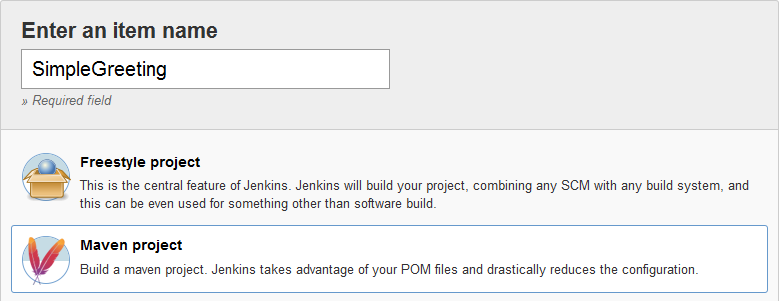 Enter an item name
SimpleGreeting
» Required field
Freestyle project
This is the central feature of Jenkins. Jenkins will build your project, combining any SCM with any build system, and
this can be even used for something other than software build.
Maven project
Build a maven project. Jenkins takes advantage of your POM files and drastically reduces the configuration.